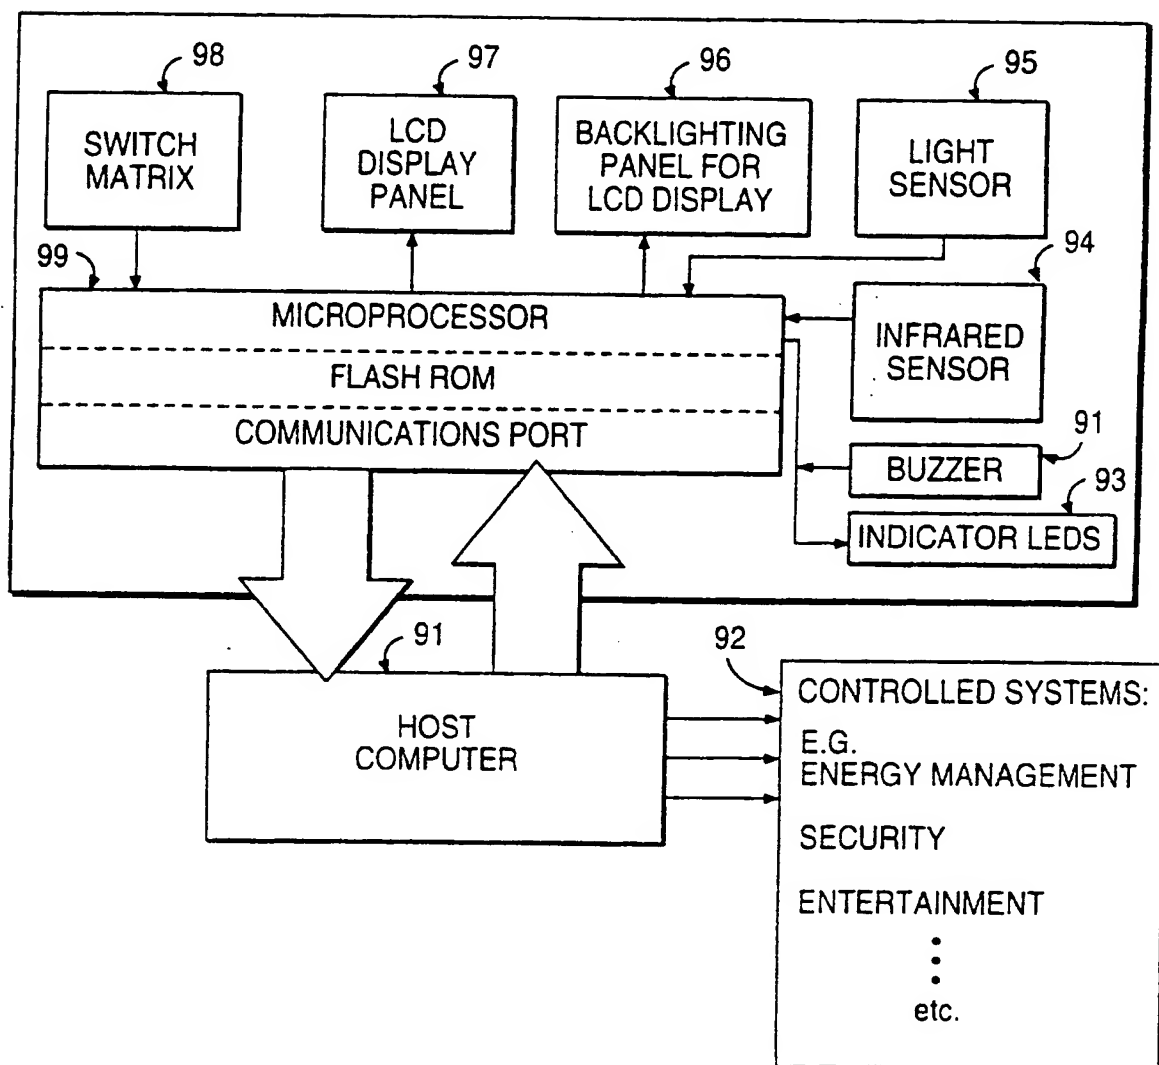 98
97
96
95
SWITCH
MATRIX
LCD
DISPLAY
PANEL
BACKLIGHTING
PANEL FOR
LCD DISPLAY
LIGHT
SENSOR
99
94
MICROPROCESSOR
FLASH ROM
COMMUNICATIONS PORT
INFRARED
SENSOR
91
BUZZER
93
INDICATOR LEDS
91
HOST
COMPUTER
92
CONTROLLED SYSTEMS:
E.G.
ENERGY MANAGEMENT
SECURITY
ENTERTAINMENT
etc.